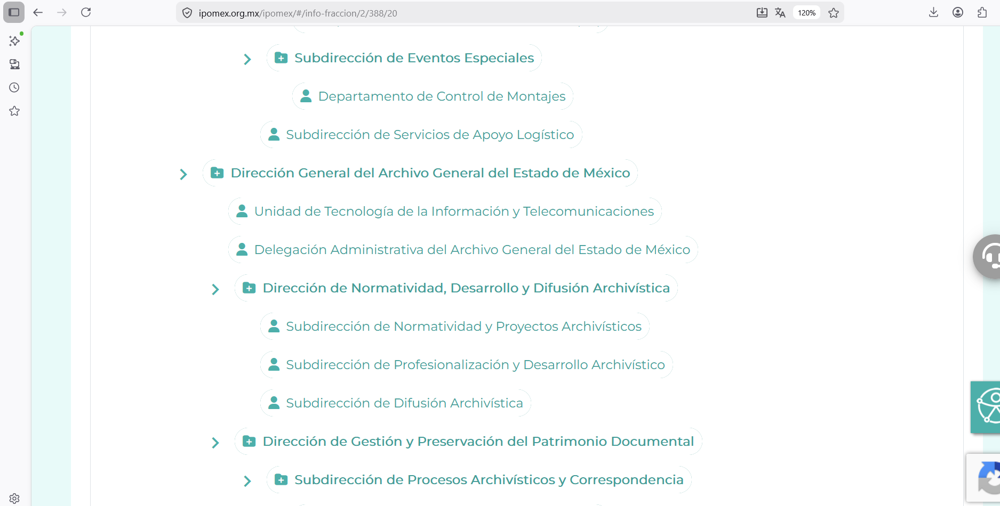 ipomex.org.mx/ipomex/#/info-fraccion/2/388/20
120%
Subdirección de Eventos Especiales
Departamento de Control de Montajes
Subdirección de Servicios de Apoyo Logístico
Dirección General del Archivo General del Estado de México
Unidad de Tecnología de la Información y Telecomunicaciones
Delegación Administrativa del Archivo General del Estado de México
Dirección de Normatividad, Desarrollo y Difusión Archivística
Subdirección de Normatividad y Proyectos Archivísticos
Subdirección de Profesionalización y Desarrollo Archivístico
Subdirección de Difusión Archivística
Dirección de Gestión y Preservación del Patrimonio Documental
Subdirección de Procesos Archivísticos y Correspondencia